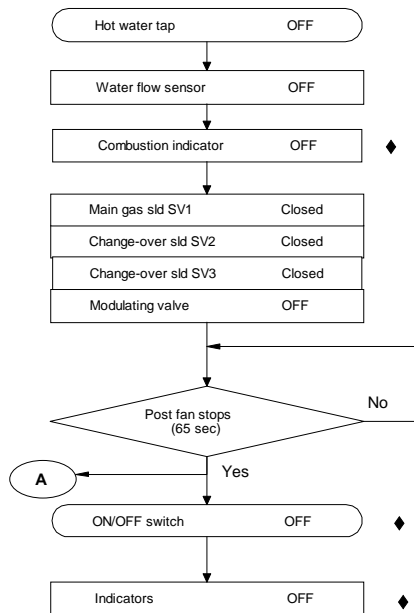 Hot water tap OFF
Water flow sensor OFF
Combustion indicator OFF
Main gas sld SV1 Closed
Change-over sld SV2 Closed
Change-over sld SV3 Closed
Modulating valve OFF
No
Post fan stops
(65 sec)
A
Yes
ON/OFF switch OFF
Indicators OFF